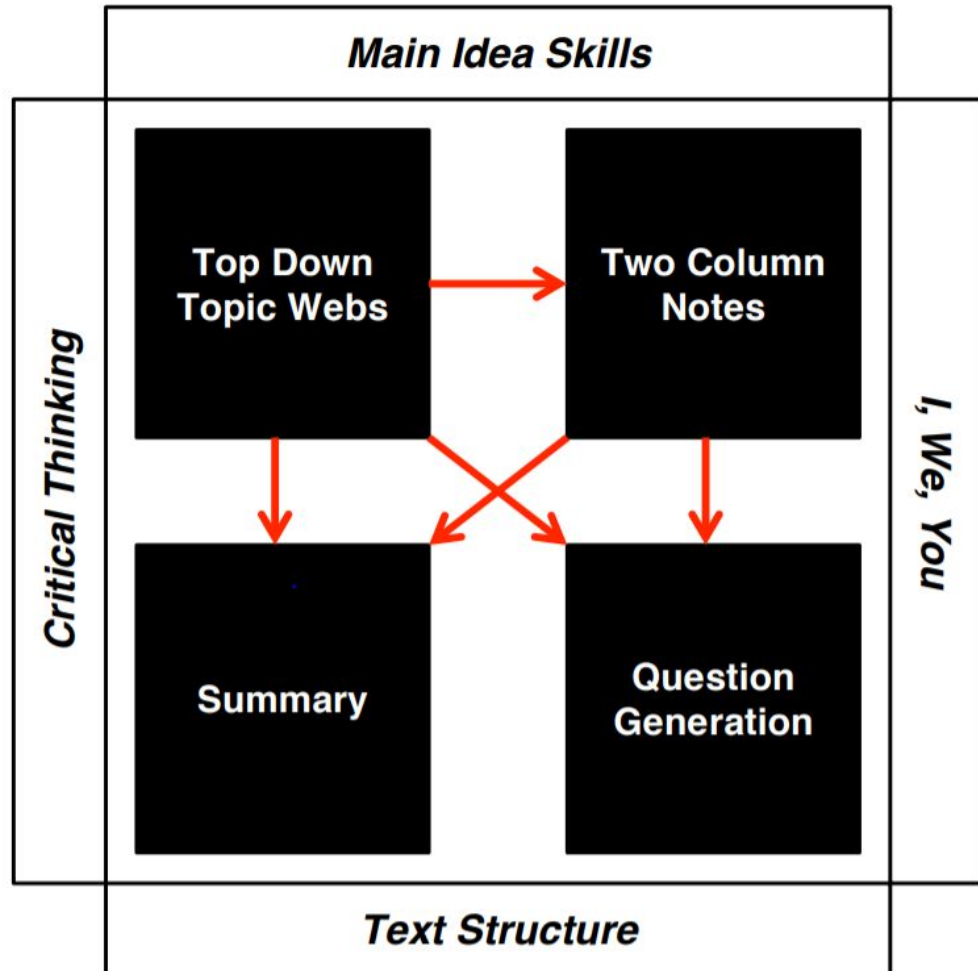 Main Idea Skills
Critical Thinking
Top Down
Topic Webs
Two Column
Notes
I, We, You
Summary
Question
Generation
Text Structure